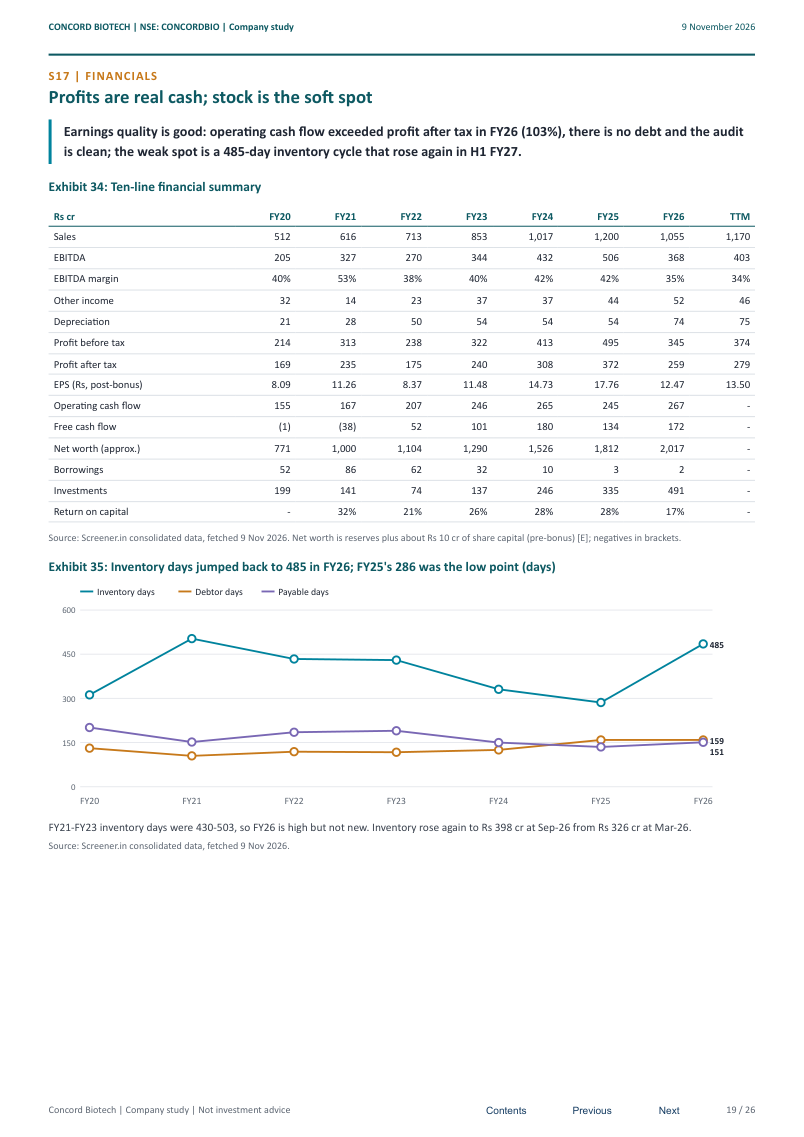 CONCORD BIOTECH | NSE: CONCORDBIO | Company study 9 November 2026
S17 | FINANCIALS
Profits are real cash; stock is the soft spot
Earnings quality is good: operating cash flow exceeded profit after tax in FY26 (103%), there is no debt and the audit
is clean; the weak spot is a 485-day inventory cycle that rose again in H1 FY27.
Exhibit 34: Ten-line financial summary
Rs cr FY20 FY21 FY22 FY23 FY24 FY25 FY26 TTM
Sales 512 616 713 853 1,017 1,200 1,055 1,170
EBITDA 205 327 270 344 432 506 368 403
EBITDA margin 40% 53% 38% 40% 42% 42% 35% 34%
Other income 32 14 23 37 37 44 52 46
Depreciation 21 28 50 54 54 54 74 75
Profit before tax 214 313 238 322 413 495 345 374
Profit after tax 169 235 175 240 308 372 259 279
EPS (Rs, post-bonus) 8.09 11.26 8.37 11.48 14.73 17.76 12.47 13.50
Operating cash flow 155 167 207 246 265 245 267 -
Free cash flow (1) (38) 52 101 180 134 172 -
Net worth (approx.) 771 1,000 1,104 1,290 1,526 1,812 2,017 -
Borrowings 52 86 62 32 10 3 2 -
Investments 199 141 74 137 246 335 491 -
Return on capital - 32% 21% 26% 28% 28% 17% -
Source: Screener.in consolidated data, fetched 9 Nov 2026. Net worth is reserves plus about Rs 10 cr of share capital (pre-bonus) [E]; negatives in brackets.
Exhibit 35: Inventory days jumped back to 485 in FY26; FY25's 286 was the low point (days)
Inventory days Debtor days Payable days
600
450
300
150
0
485
159
151
FY20 FY21 FY22 FY23 FY24 FY25 FY26
FY21-FY23 inventory days were 430-503, so FY26 is high but not new. Inventory rose again to Rs 398 cr at Sep-26 from Rs 326 cr at Mar-26.
Source: Screener.in consolidated data, fetched 9 Nov 2026.
Concord Biotech | Company study | Not investment advice Contents Previous Next 19 / 26